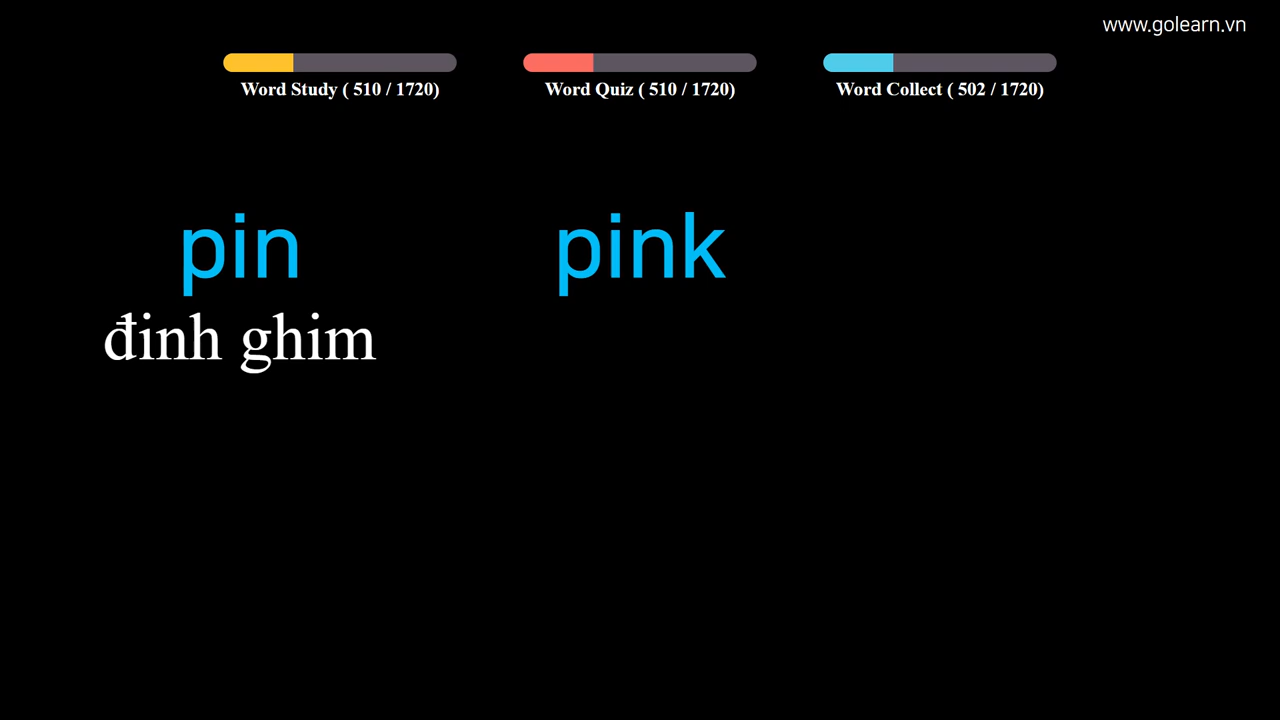 www.golearn.vn
Word Study ( 510 / 1720)
Word Quiz ( 510 / 1720)
Word Collect ( 502 / 1720)
pin
đinh ghim
pink